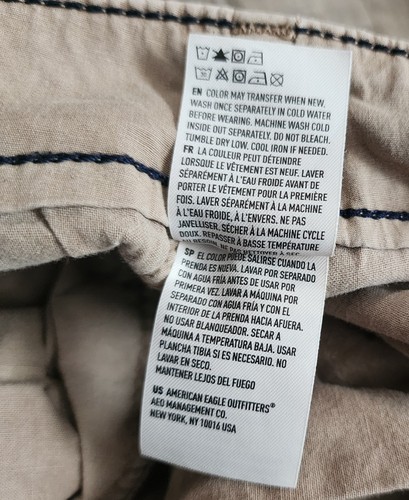 EN COLOR MAY TRANSFER WHEN NEW.
WASH ONCE SEPARATELY IN COLD WATER
BEFORE WEARING. MACHINE WASH COLD
INSIDE OUT SEPARATELY. DO NOT BLEACH.
TUMBLE DRY LOW. COOL IRON IF NEEDED.
FR LA COULEUR PEUT DÉTEINDRE
LORSQUE LE VÊTEMENT EST NEUF. LAVER
SÉPARÉMENT À L'EAU FROIDE AVANT DE
PORTER LE VÊTEMENT POUR LA PREMIÈRE
FOIS. LAVER SÉPARÉMENT À LA MACHINE
À L'EAU FROIDE, À L'ENVERS. NE PAS
JAVELLISER. SÉCHER À LA MACHINE CYCLE
DOUX. REPASSER À BASSE TEMPÉRATURE
AU BESOIN. NE PAS NETTOYER À SEC
SP EL COLOR PUEDE SALIRSE CUANDO LA
PRENDA ES NUEVA. LAVAR POR SEPARADO
CON AGUA FRÍA ANTES DE USAR POR
PRIMERA VEZ. LAVAR A MÁQUINA POR
SEPARADO CON AGUA FRÍA Y CON EL
INTERIOR DE LA PRENDA HACIA AFUERA.
NO USAR BLANQUEADOR. SECAR A
MÁQUINA A TEMPERATURA BAJA. USAR
PLANCHA TIBIA SI ES NECESARIO. NO
LAVAR EN SECO.
MANTENER LEJOS DEL FUEGO
US AMERICAN EAGLE OUTFITTERS®
AEO MANAGEMENT CO.
NEW YORK, NY 10016 USA